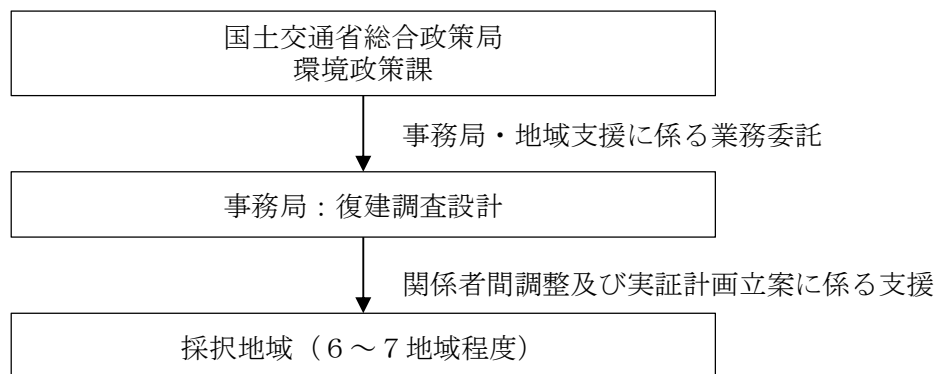 国土交通省総合政策局
環境政策課
事務局・地域支援に係る業務委託
事務局：復建調査設計
関係者間調整及び実証計画立案に係る支援
採択地域（６～７地域程度）